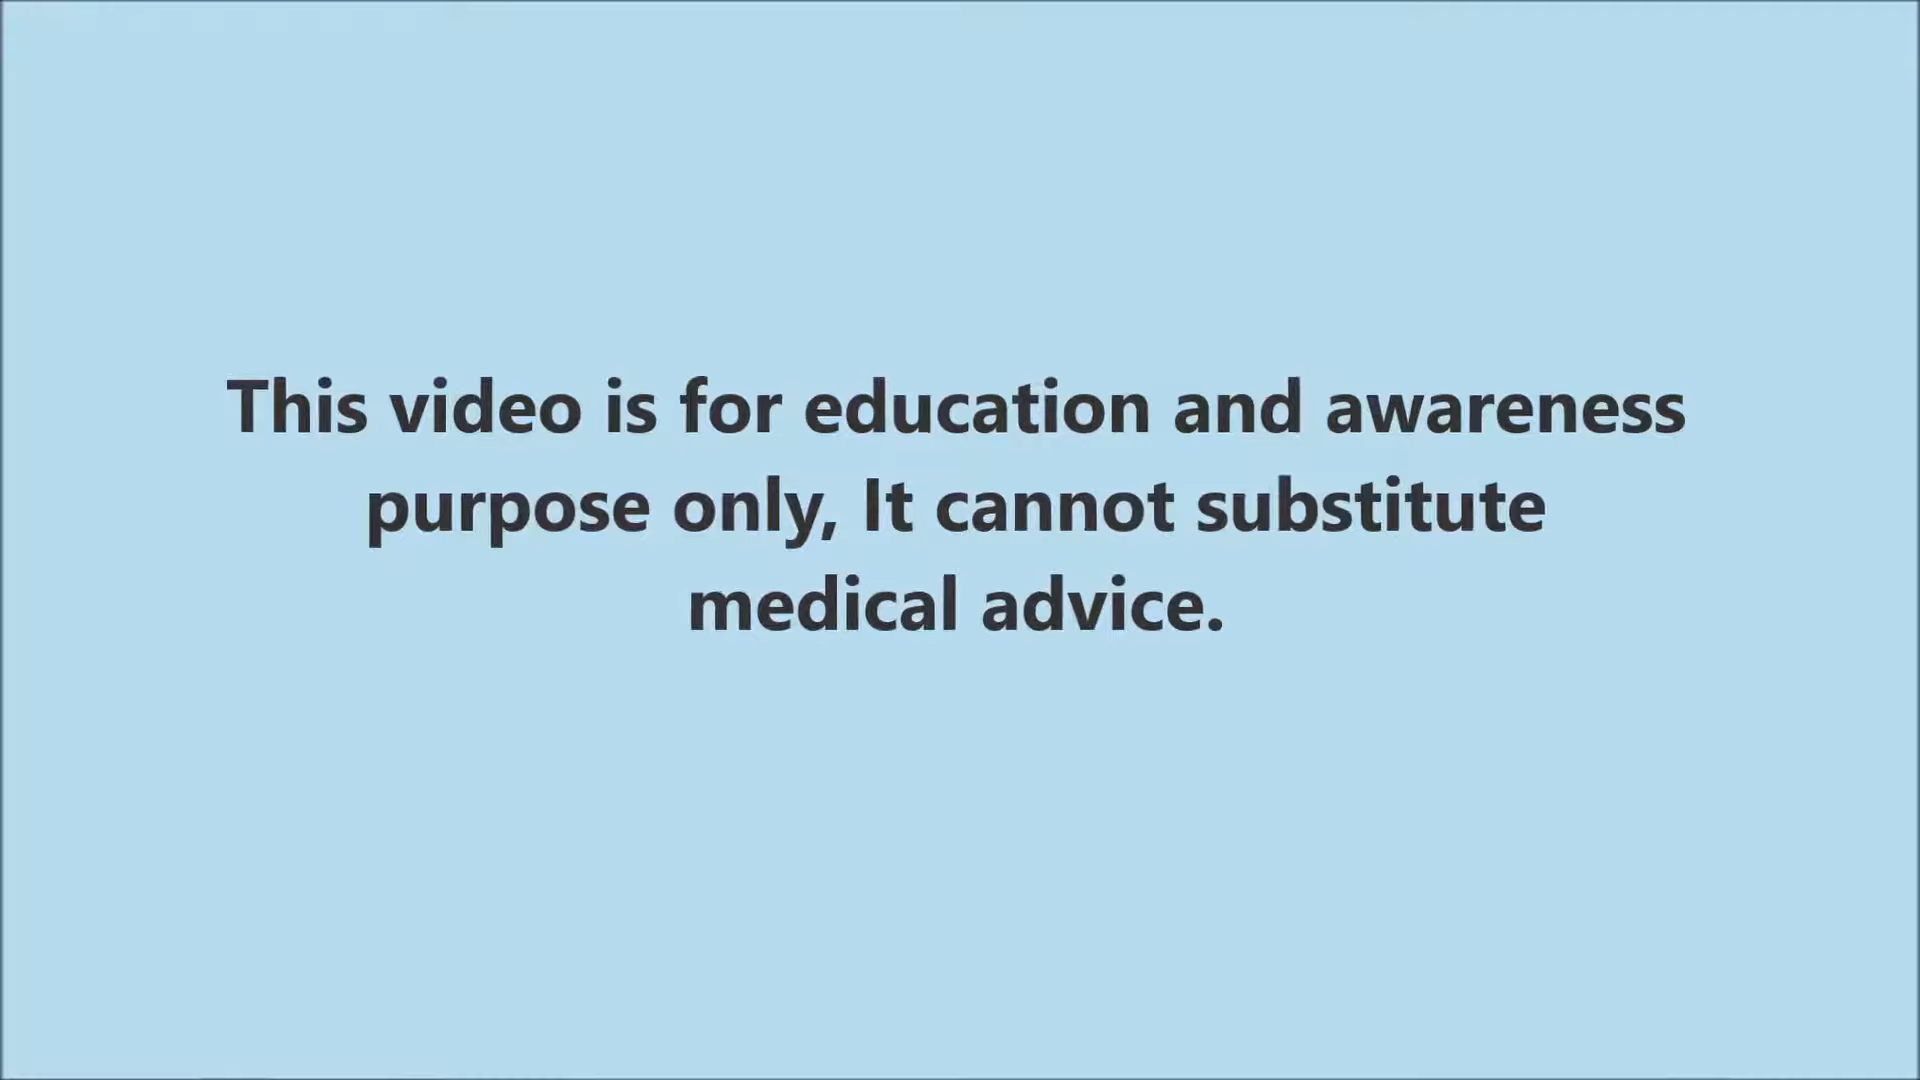 This video is for education and awareness
purpose only, It cannot substitute
medical advice.